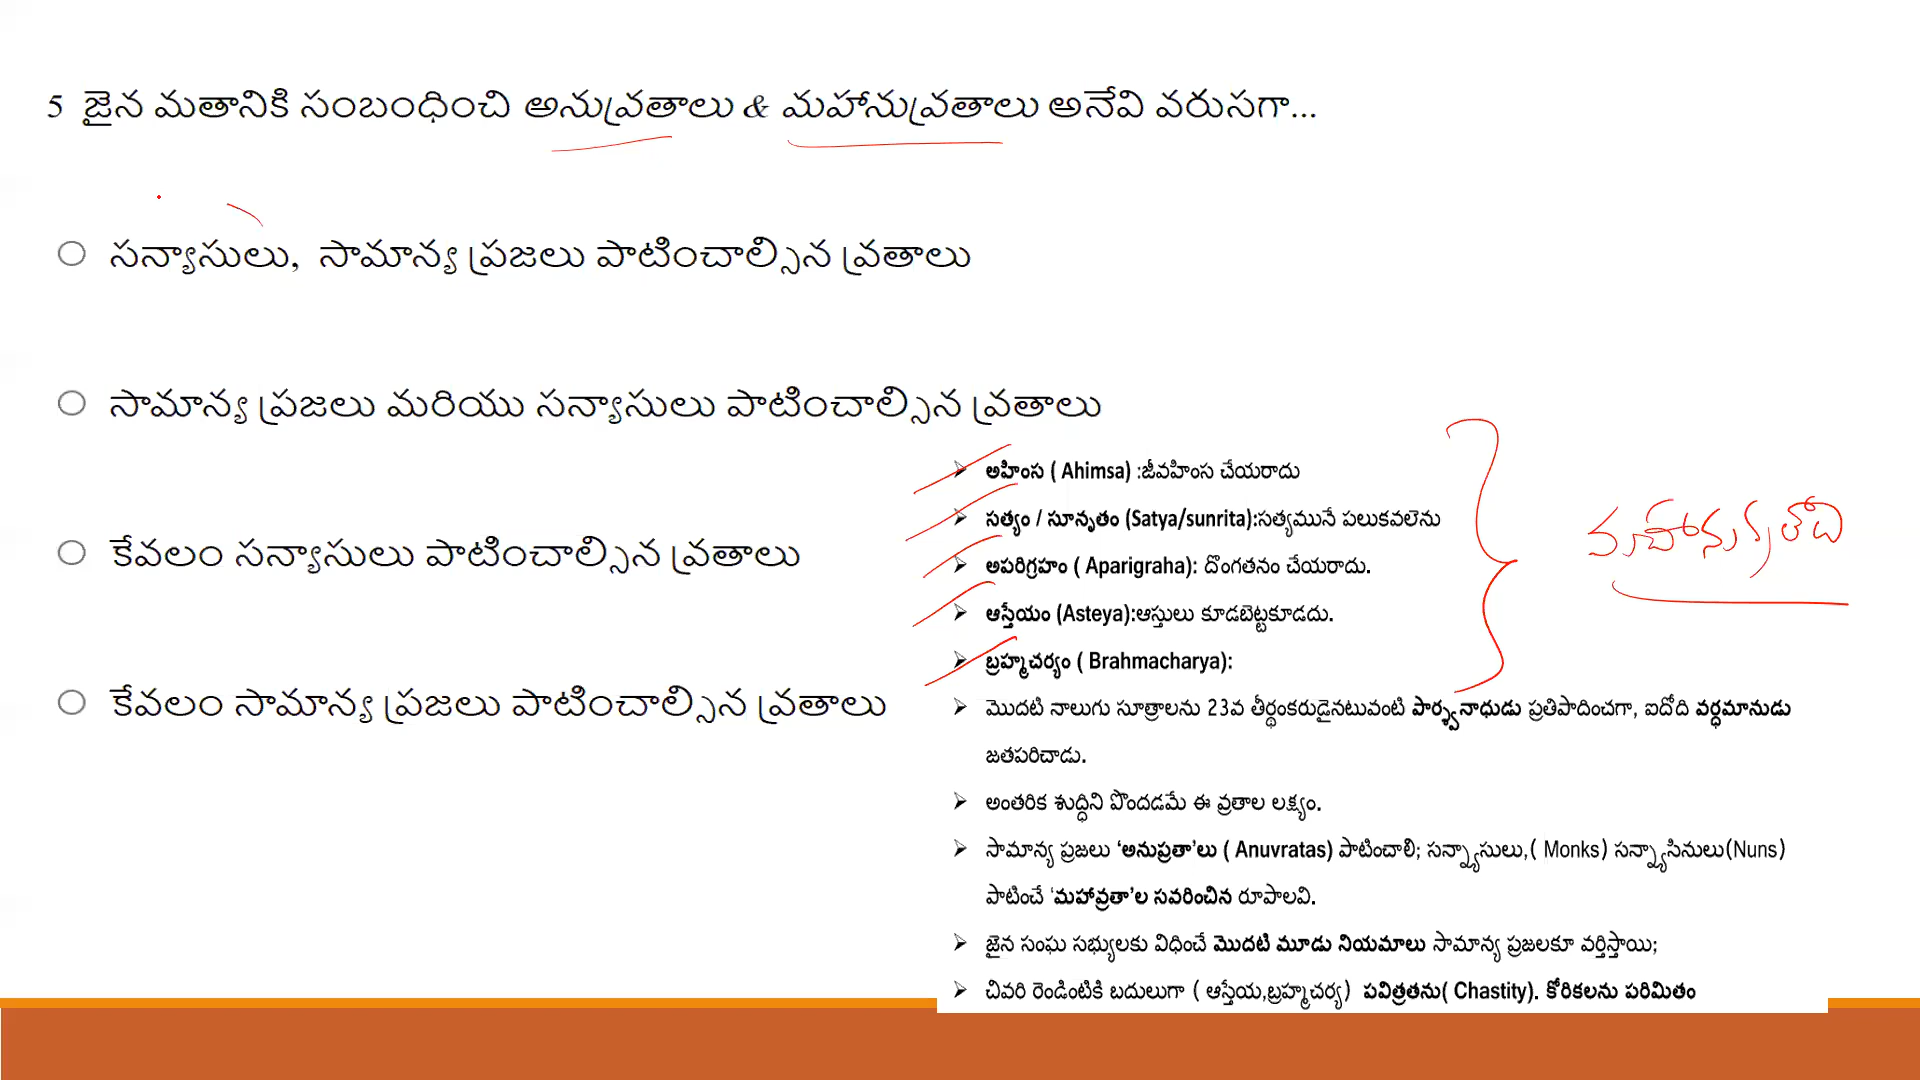 5 జైన మతానికి సంబంధించి అనువ్రతాలు & మహానువ్రతాలు అనేవి వరుసగా...
సన్యాసులు, సామాన్య ప్రజలు పాటించాల్సిన వ్రతాలు
సామాన్య ప్రజలు మరియు సన్యాసులు పాటించాల్సిన వ్రతాలు
కేవలం సన్యాసులు పాటించాల్సిన వ్రతాలు
కేవలం సామాన్య ప్రజలు పాటించాల్సిన వ్రతాలు
➢ అహింస ( Ahimsa) :జీవహింస చేయరాదు
➢ సత్యం / సూనృతం (Satya/sunrita):సత్యమునే పలుకవలెను
➢ అపరిగ్రహం ( Aparigraha): దొంగతనం చేయరాదు.
➢ ఆస్తేయం (Asteya):ఆస్తులు కూడబెట్టకూడదు.
➢ బ్రహ్మచర్యం ( Brahmacharya):
➢ మొదటి నాలుగు సూత్రాలను 23వ తీర్థంకరుడైనటువంటి పార్శ్వనాధుడు ప్రతిపాదించగా, ఐదోది వర్ధమానుడు
జతపరిచాడు.
➢ అంతరిక శుద్ధిని పొందడమే ఈ వ్రతాల లక్ష్యం.
➢ సామాన్య ప్రజలు ‘అనుప్రతా’లు ( Anuvratas) పాటించాలి; సన్న్యాసులు,( Monks) సన్న్యాసినులు(Nuns)
పాటించే ‘మహావ్రతా’ల సవరించిన రూపాలవి.
➢ జైన సంఘ సభ్యులకు విధించే మొదటి మూడు నియమాలు సామాన్య ప్రజలకూ వర్తిస్తాయి;
➢ చివరి రెండింటికి బదులుగా ( ఆస్తేయ,బ్రహ్మచర్య) పవిత్రతను( Chastity). కోరికలను పరిమితం